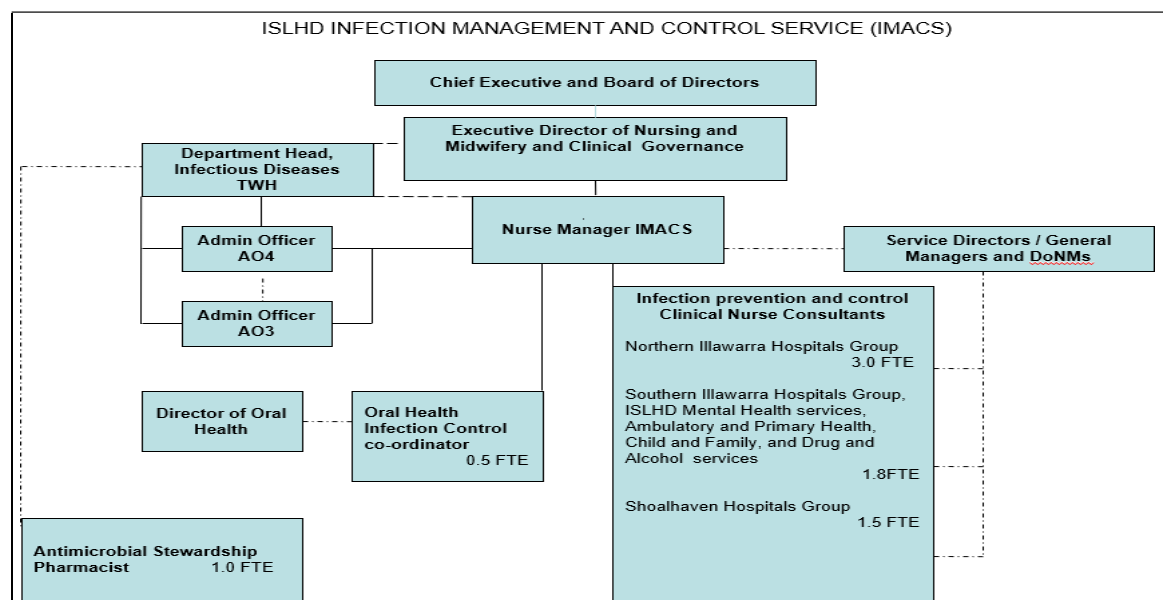 ISLHD INFECTION MANAGEMENT AND CONTROL SERVICE (IMACS)
Chief Executive and Board of Directors
Executive Director of Nursing and
Midwifery and Clinical Governance
Department Head,
Infectious Diseases
TWH
Nurse Manager IMACS
Admin Officer
AO4
Service Directors / General
Managers and DoNMs
Admin Officer
AO3
Infection prevention and control
Clinical Nurse Consultants
Northern Illawarra Hospitals Group
3.0 FTE
Southern Illawarra Hospitals Group,
ISLHD Mental Health services,
Ambulatory and Primary Health,
Child and Family, and Drug and
Alcohol services
1.8FTE
Shoalhaven Hospitals Group
1.5 FTE
Director of Oral
Health
Oral Health
Infection Control
co-ordinator
0.5 FTE
Antimicrobial Stewardship
Pharmacist 1.0 FTE